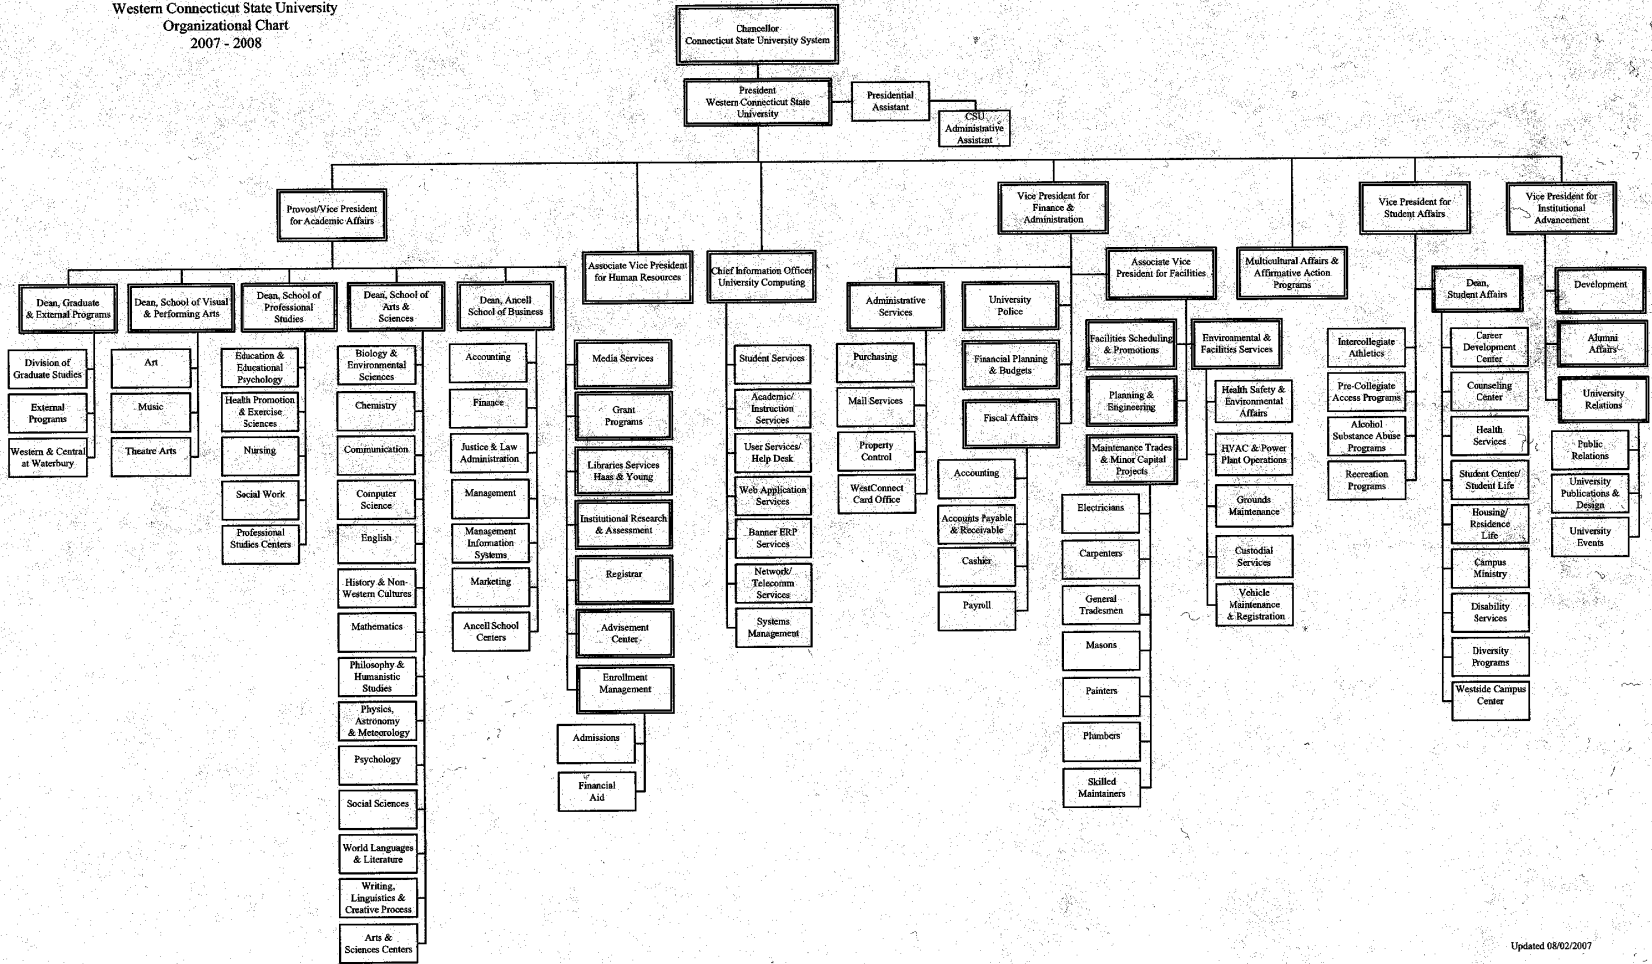 Western Connecticut State University
Organizational Chart
2007 - 2008
Chancellor
Connecticut State University System
President
Western Connecticut State
University
Presidential
Assistant
CSU
Administrative
Assistant
Provost/Vice President
for Academic Affairs
Associate Vice President
for Human Resources
Chief Information Officer
University Computing
Vice President for
Finance &
Administration
Multicultural Affairs &
Affirmative Action
Programs
Vice President for
Student Affairs
Vice President for
Institutional
Advancement
Dean, Graduate
& External Programs
Division of
Graduate Studies
External
Programs
Western & Central
at Waterbury
Dean, School of Visual
& Performing Arts
Art
Music
Theatre Arts
Dean, School of
Professional
Studies
Education &
Educational
Psychology
Health Promotion
& Exercise
Sciences
Nursing
Social Work
Professional
Studies Centers
Dean, School of
Arts &
Sciences
Biology &
Environmental
Sciences
Chemistry
Communication
Computer
Science
English
History & Non-
Western Cultures
Mathematics
Philosophy &
Humanistic
Studies
Physics,
Astronomy
& Meteorology
Psychology
Social Sciences
World Languages
& Literature
Writing,
Linguistics &
Creative Process
Arts &
Sciences Centers
Dean, Ancell
School of Business
Accounting
Finance
Justice & Law
Administration
Management
Management
Information
Systems
Marketing
Ancell School
Centers
Media Services
Grant
Programs
Libraries Services
Haas & Young
Institutional Research
& Assessment
Registrar
Advisement
Center
Enrollment
Management
Admissions
Financial
Aid
Student Services
Academic/
Instruction
Services
User Services/
Help Desk
Web Application
Services
Banner ERP
Services
Network/
Telecomm
Services
Systems
Management
Administrative
Services
Purchasing
Mail Services
Property
Control
WestConnect
Card Office
University
Police
Financial Planning
& Budgets
Fiscal Affairs
Accounting
Accounts Payable
& Receivable
Cashier
Payroll
Associate Vice
President for Facilities
Facilities Scheduling
& Promotions
Planning &
Engineering
Maintenance Trades
& Minor Capital
Projects
Electricians
Carpenters
General
Tradesmen
Masons
Painters
Plumbers
Skilled
Maintainers
Environmental &
Facilities Services
Health Safety &
Environmental
Affairs
HVAC & Power
Plant Operations
Grounds
Maintenance
Custodial
Services
Vehicle
Maintenance
& Registration
Intercollegiate
Athletics
Pre-Collegiate
Access Programs
Alcohol
Substance Abuse
Programs
Recreation
Programs
Dean,
Student Affairs
Career
Development
Center
Counseling
Center
Health
Services
Student Center/
Student Life
Housing/
Residence
Life
Campus
Ministry
Disability
Services
Diversity
Programs
Westside Campus
Center
Development
Alumni
Affairs
University
Relations
Public
Relations
University
Publications &
Design
University
Events
Updated 08/02/2007